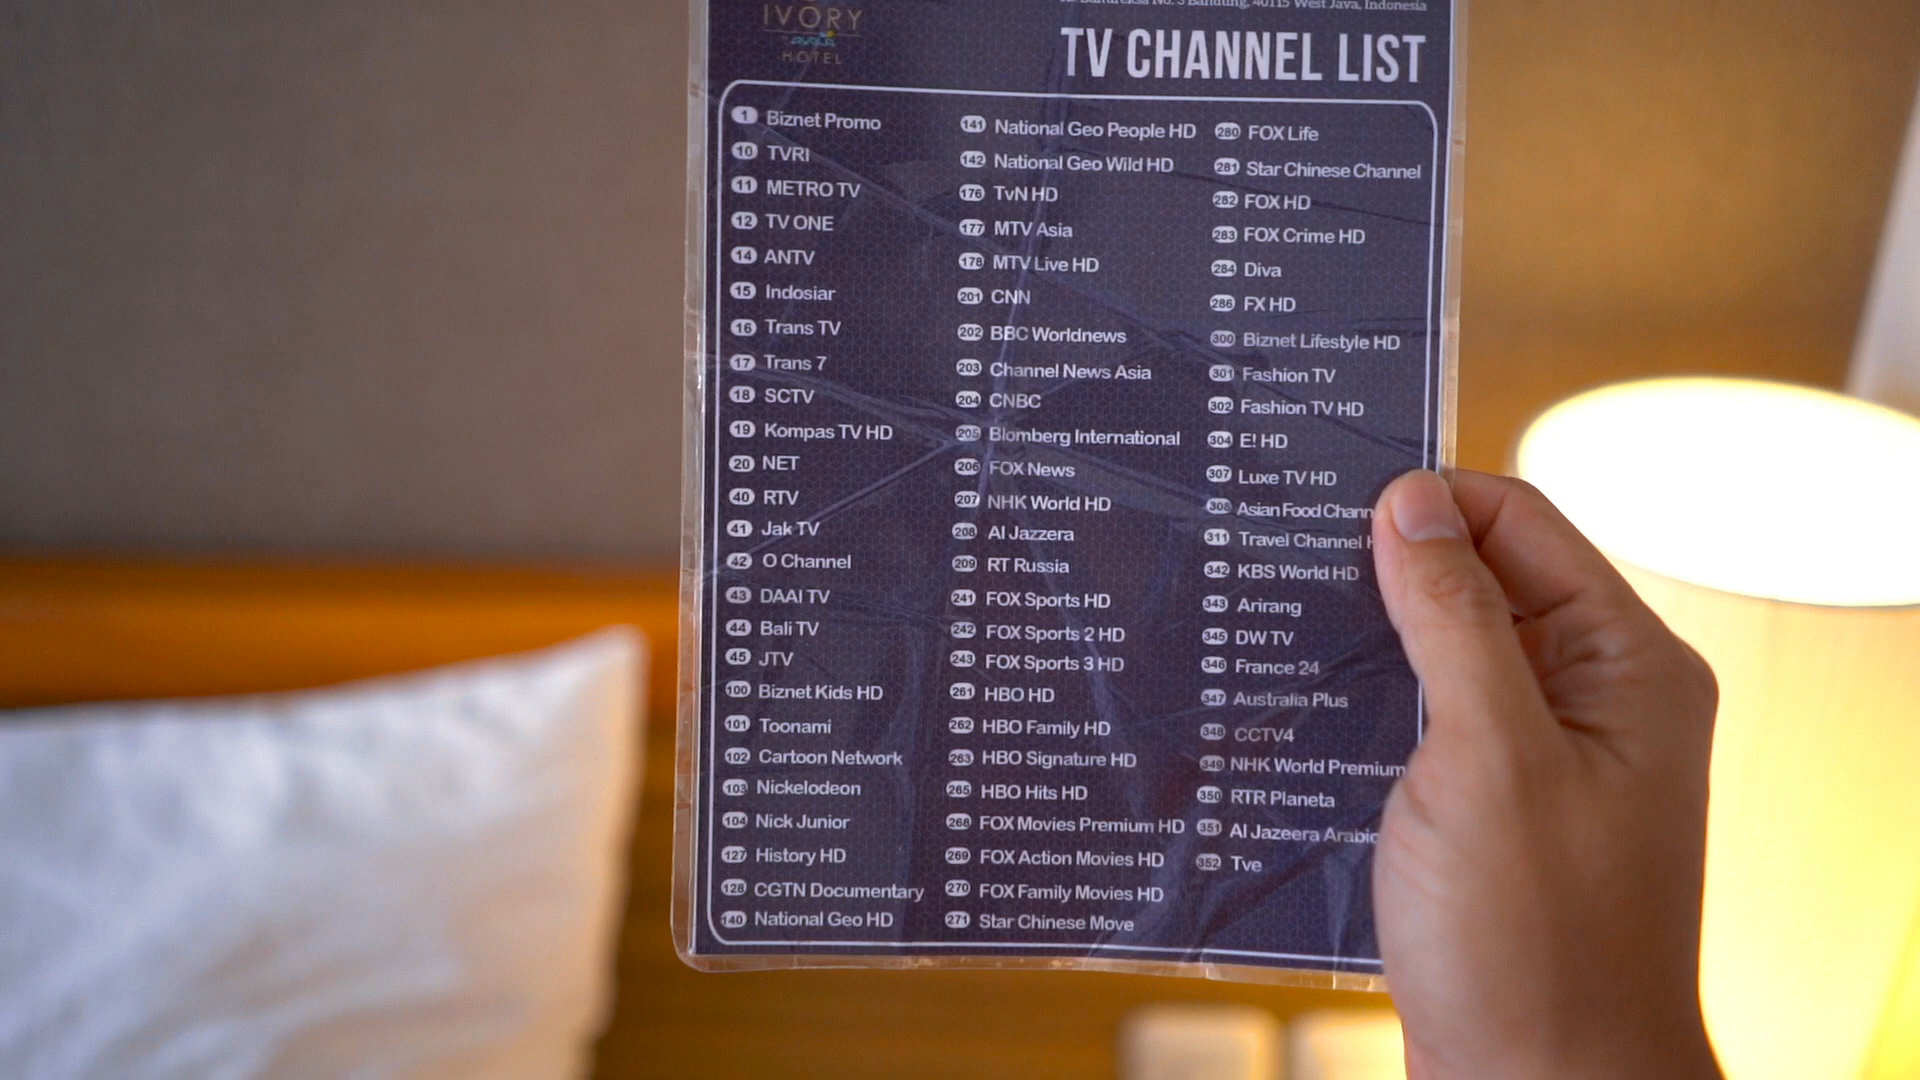 IVORY
HOTEL
Bandung, 40115 West Java, Indonesia
TV CHANNEL LIST
1 Biznet Promo
10 TVRI
11 METRO TV
12 TV ONE
14 ANTV
15 Indosiar
16 Trans TV
17 Trans 7
18 SCTV
19 Kompas TV HD
20 NET
40 RTV
41 Jak TV
42 O Channel
43 DAAI TV
44 Bali TV
45 JTV
100 Biznet Kids HD
101 Toonami
102 Cartoon Network
103 Nickelodeon
104 Nick Junior
127 History HD
128 CGTN Documentary
140 National Geo HD
141 National Geo People HD
142 National Geo Wild HD
176 TvN HD
177 MTV Asia
178 MTV Live HD
201 CNN
202 BBC Worldnews
203 Channel News Asia
204 CNBC
205 Blomberg International
206 FOX News
207 NHK World HD
208 Al Jazzera
209 RT Russia
241 FOX Sports HD
242 FOX Sports 2 HD
243 FOX Sports 3 HD
261 HBO HD
262 HBO Family HD
263 HBO Signature HD
265 HBO Hits HD
268 FOX Movies Premium HD
269 FOX Action Movies HD
270 FOX Family Movies HD
271 Star Chinese Move
280 FOX Life
281 Star Chinese Channel
282 FOX HD
283 FOX Crime HD
284 Diva
286 FX HD
300 Biznet Lifestyle HD
301 Fashion TV
302 Fashion TV HD
304 E! HD
307 Luxe TV HD
308 Asian Food Chann
311 Travel Channel H
342 KBS World HD
343 Arirang
345 DW TV
346 France 24
347 Australia Plus
348 CCTV4
349 NHK World Premium
350 RTR Planeta
351 Al Jazeera Arabic
352 Tve